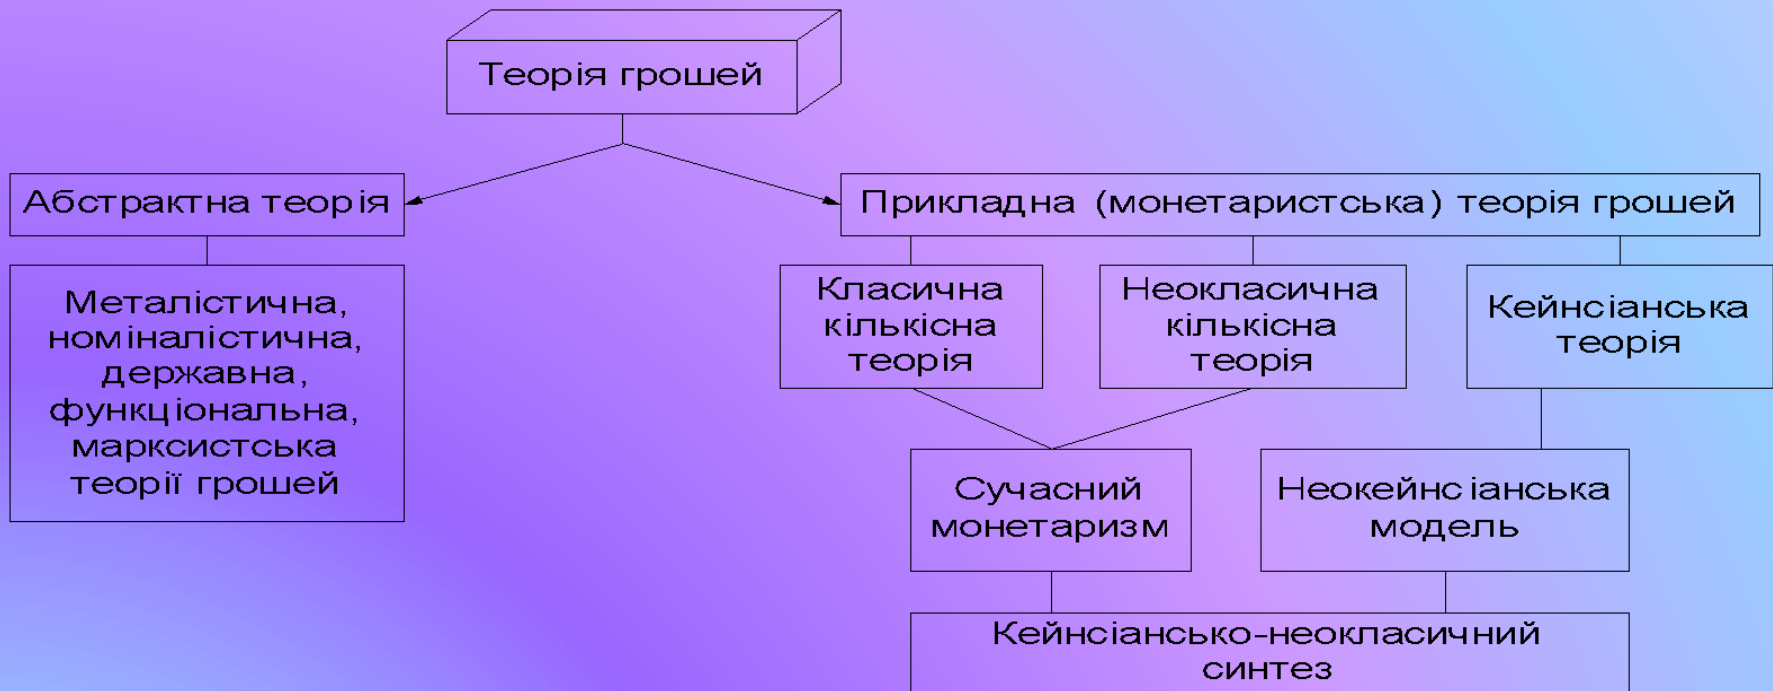 Теорія грошей
Абстрактна теорія
Прикладна (монетаристська) теорія грошей
Металістична,
номіналістична,
державна,
функціональна,
марксистська
теорії грошей
Класична
кількісна
теорія
Неокласична
кількісна
теорія
Кейнсіанська
теорія
Сучасний
монетаризм
Неокейнсіанська
модель
Кейнсіансько-неокласичний
синтез